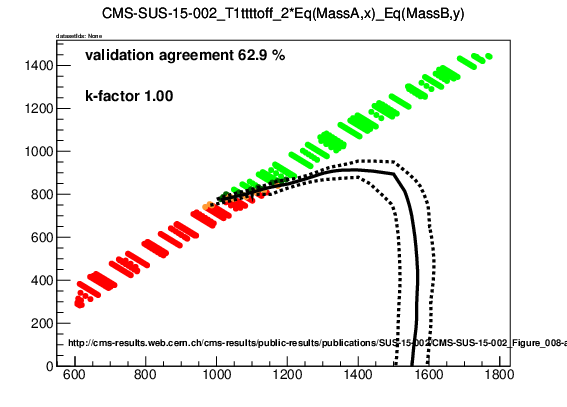 CMS-SUS-15-002_T1ttttoff_2*Eq(MassA,x)_Eq(MassB,y)
datasetIds: None
validation agreement 62.9 %
k-factor 1.00
1400
1200
1000
800
600
400
200
0
http://cms-results.web.cern.ch/cms-results/public-results/publications/SUS-15-002/CMS-SUS-15-002_Figure_008-a
600 800 1000 1200 1400 1600 1800